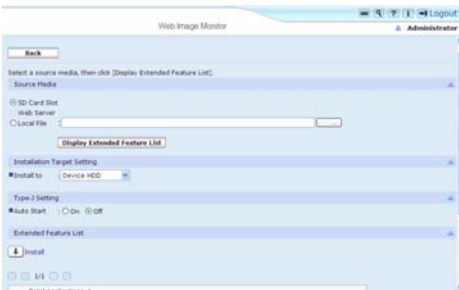 Logout
Web Image Monitor
Administrator
Back
Select a source media, then click [Display Extended Feature List].
Source Media
SD Card Slot
Web Server
Local File :
Display Extended Feature List
Installation Target Setting
Install to : Device HDD
Type-J Setting
Auto Start : On Off
Extended Feature List
Install
1/1